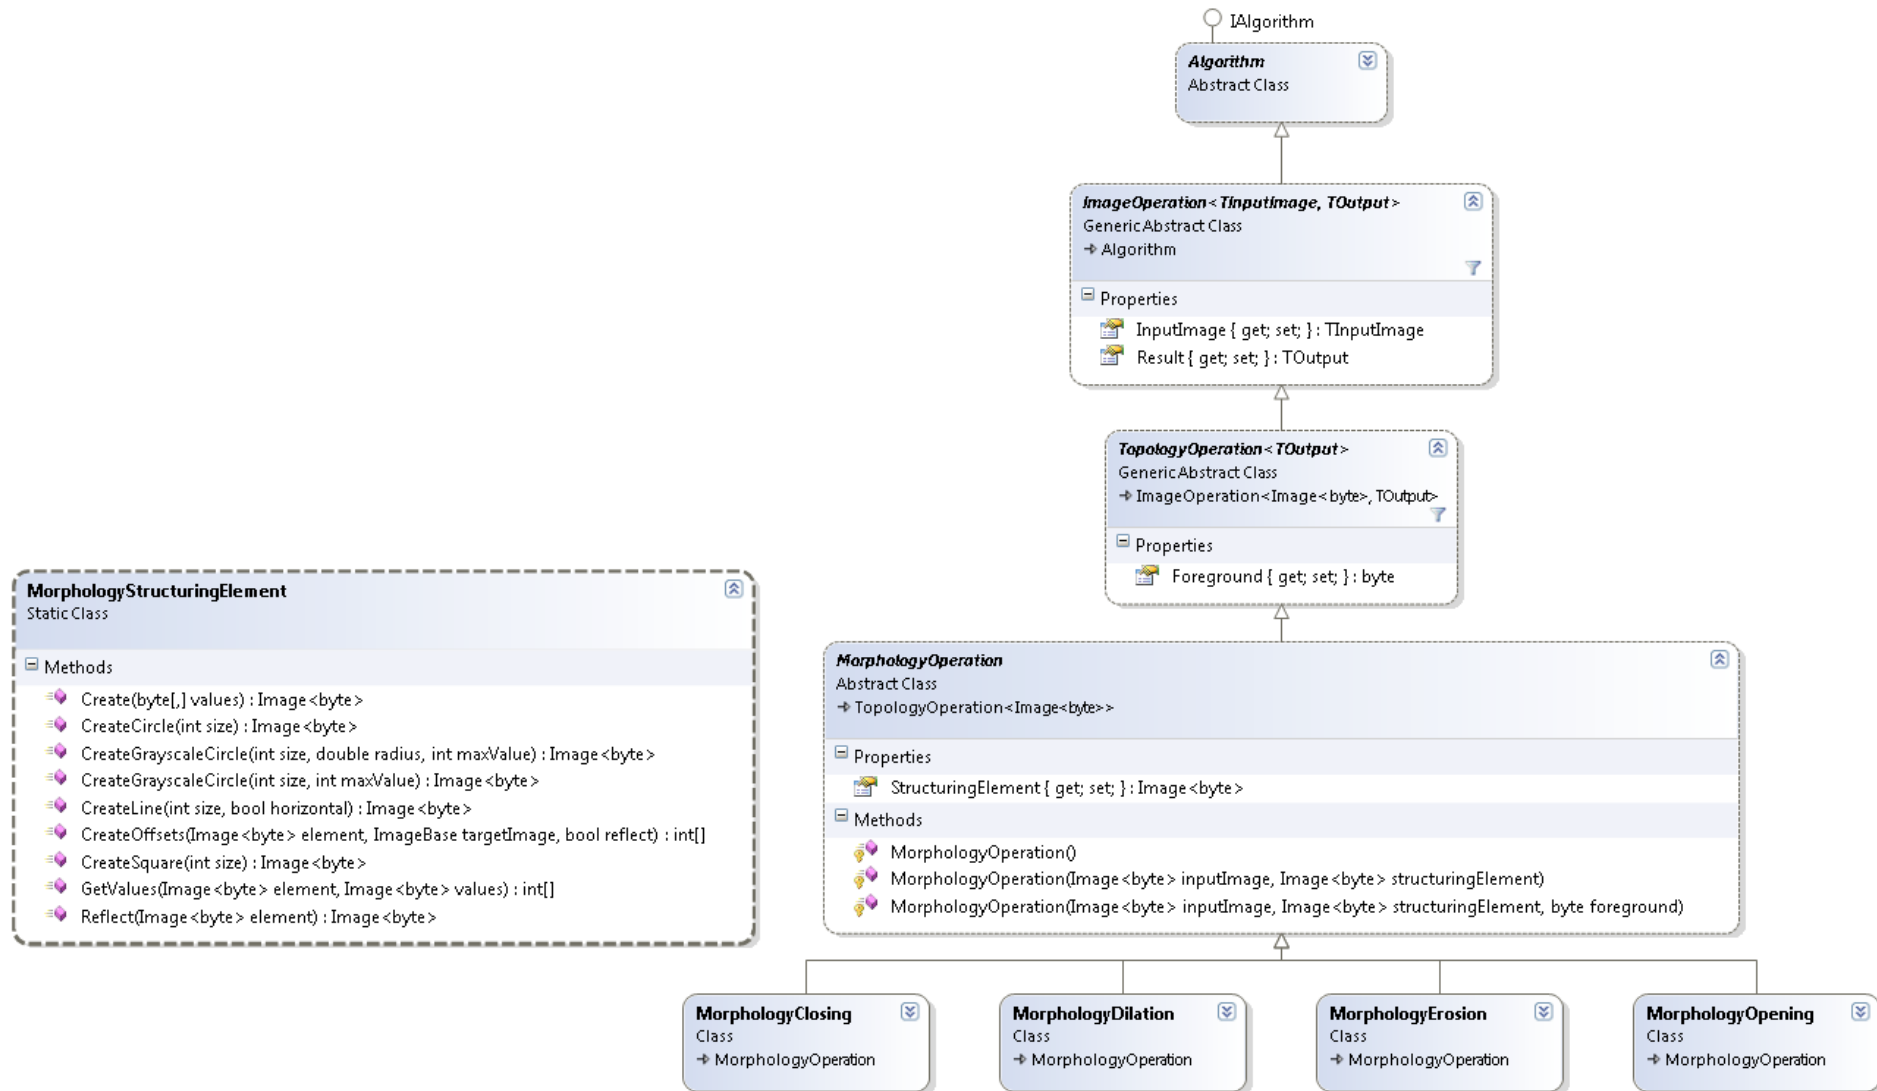 IAlgorithm
Algorithm
Abstract Class
ImageOperation<TInputImage, TOutput>
Generic Abstract Class
Algorithm
Properties
InputImage { get; set; } : TInputImage
Result { get; set; } : TOutput
TopologyOperation<TOutput>
Generic Abstract Class
ImageOperation<Image<byte>, TOutput>
Properties
Foreground { get; set; } : byte
MorphologyStructuringElement
Static Class
Methods
Create(byte[,] values) : Image<byte>
CreateCircle(int size) : Image<byte>
CreateGrayscaleCircle(int size, double radius, int maxValue) : Image<byte>
CreateGrayscaleCircle(int size, int maxValue) : Image<byte>
CreateLine(int size, bool horizontal) : Image<byte>
CreateOffsets(Image<byte> element, ImageBase targetImage, bool reflect) : int[]
CreateSquare(int size) : Image<byte>
GetValues(Image<byte> element, Image<byte> values) : int[]
Reflect(Image<byte> element) : Image<byte>
MorphologyOperation
Abstract Class
TopologyOperation<Image<byte>>
Properties
StructuringElement { get; set; } : Image<byte>
Methods
MorphologyOperation()
MorphologyOperation(Image<byte> inputImage, Image<byte> structuringElement)
MorphologyOperation(Image<byte> inputImage, Image<byte> structuringElement, byte foreground)
MorphologyClosing
Class
MorphologyOperation
MorphologyDilation
Class
MorphologyOperation
MorphologyErosion
Class
MorphologyOperation
MorphologyOpening
Class
MorphologyOperation